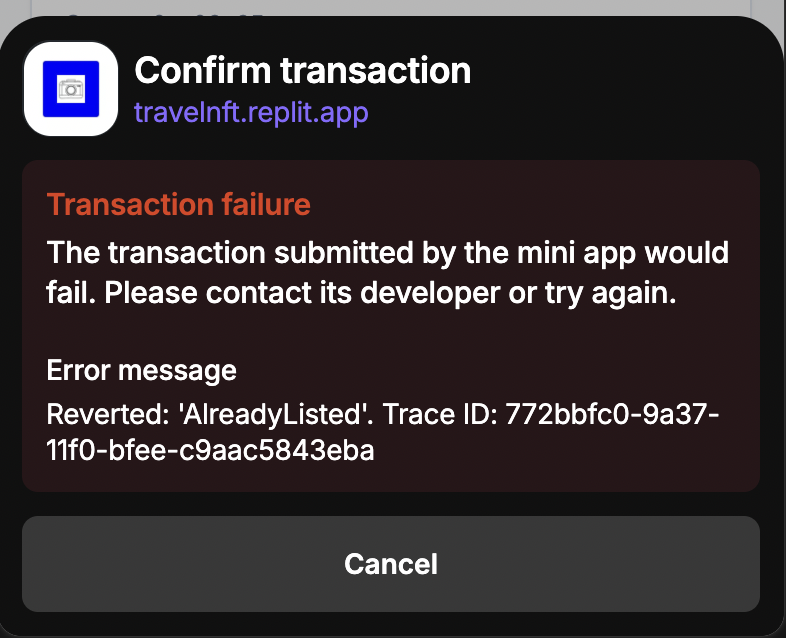 Confirm transaction
travelnft.replit.app
Transaction failure
The transaction submitted by the mini app would
fail. Please contact its developer or try again.
Error message
Reverted: 'AlreadyListed'. Trace ID: 772bbfc0-9a37-
11f0-bfee-c9aac5843eba
Cancel